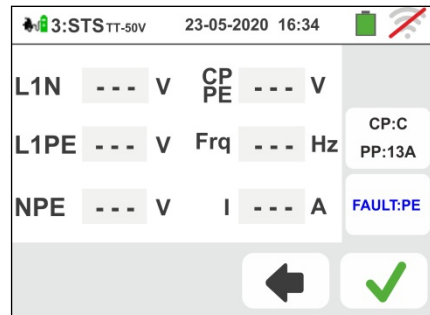 3:STS TT-50V 23-05-2020 16:34
L1N - - - V CP PE - - - V
L1PE - - - V Frq - - - Hz
NPE - - - V I - - - A
CP:C
PP:13A
FAULT:PE